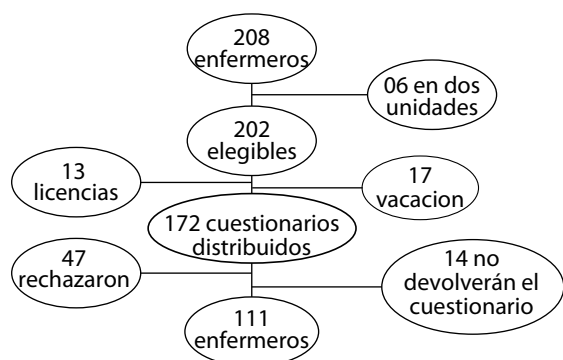 208
enfermeros
06 en dos
unidades
202
elegibles
13
licencias
17
vacacion
172 cuestionarios
distribuidos
47
rechazaron
14 no
devolverán el
cuestionario
111
enfermeros